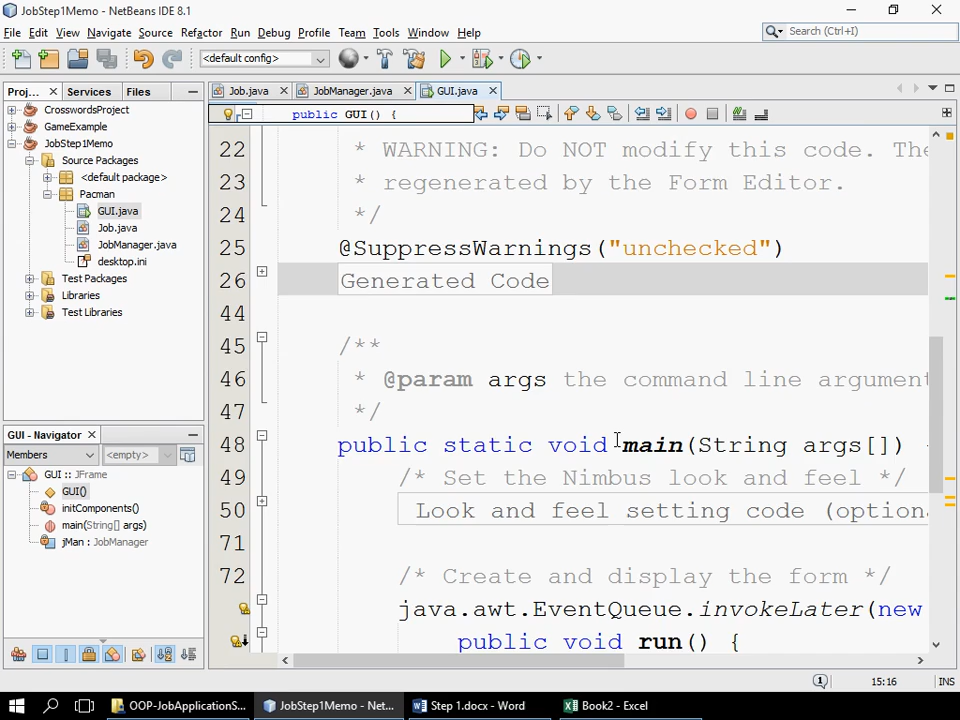 JobStep1Memo - NetBeans IDE 8.1
File Edit View Navigate Source Refactor Run Debug Profile Team Tools Window Help
Search (Ctrl+I)
<default config>
Proj... Services Files
Job.java JobManager.java GUI.java
public GUI() {
CrosswordsProject
GameExample
JobStep1Memo
Source Packages
<default package>
Pacman
GUI.java
Job.java
JobManager.java
desktop.ini
Test Packages
Libraries
Test Libraries
GUI - Navigator
Members <empty>
GUI :: JFrame
GUI()
initComponents()
main(String[] args)
jMan : JobManager
22 * WARNING: Do NOT modify this code. The
23 * regenerated by the Form Editor.
24 */
25 @SuppressWarnings("unchecked")
26 Generated Code
44
45 /**
46 * @param args the command line argument
47 */
48 public static void main(String args[])
49 /* Set the Nimbus look and feel */
50 Look and feel setting code (optiona
71
72 /* Create and display the form */
java.awt.EventQueue.invokeLater(new
public void run() {
15:16 INS
OOP-JobApplicationS... JobStep1Memo - Net... Step 1.docx - Word Book2 - Excel